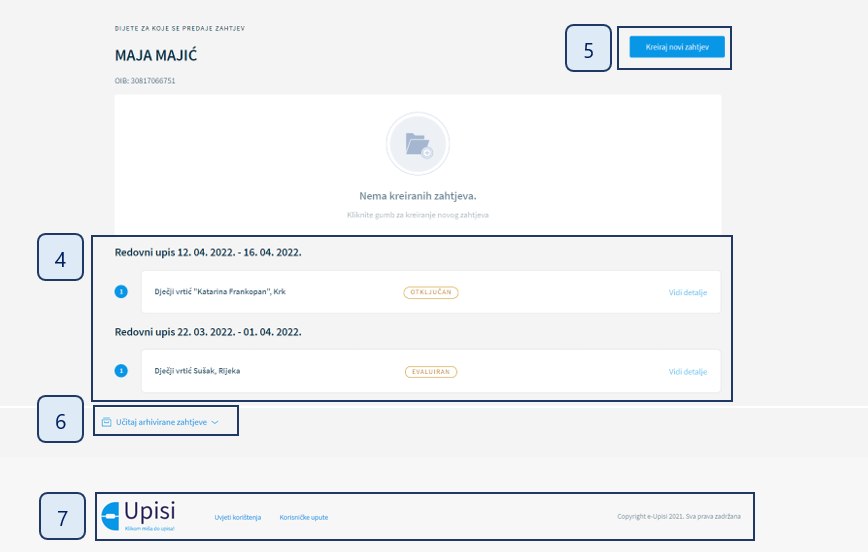 DIJETE ZA KOJE SE PREDAJE ZAHTJEV
MAJA MAJIĆ
OIB: 30817066751
5
Kreiraj novi zahtjev
Nema kreiranih zahtjeva.
Kliknite gumb za kreiranje novog zahtjeva
4
Redovni upis 12. 04. 2022. - 16. 04. 2022.
1
Dječji vrtić "Katarina Frankopan", Krk
OTKLJUČAN
Vidi detalje
Redovni upis 22. 03. 2022. - 01. 04. 2022.
1
Dječji vrtić Sušak, Rijeka
EVALUIRAN
Vidi detalje
6
Učitaj arhivirane zahtjeve
7
Upisi
Klikom miša do upisa!
Uvjeti korištenja
Korisničke upute
Copyright e-Upisi 2021. Sva prava zadržana